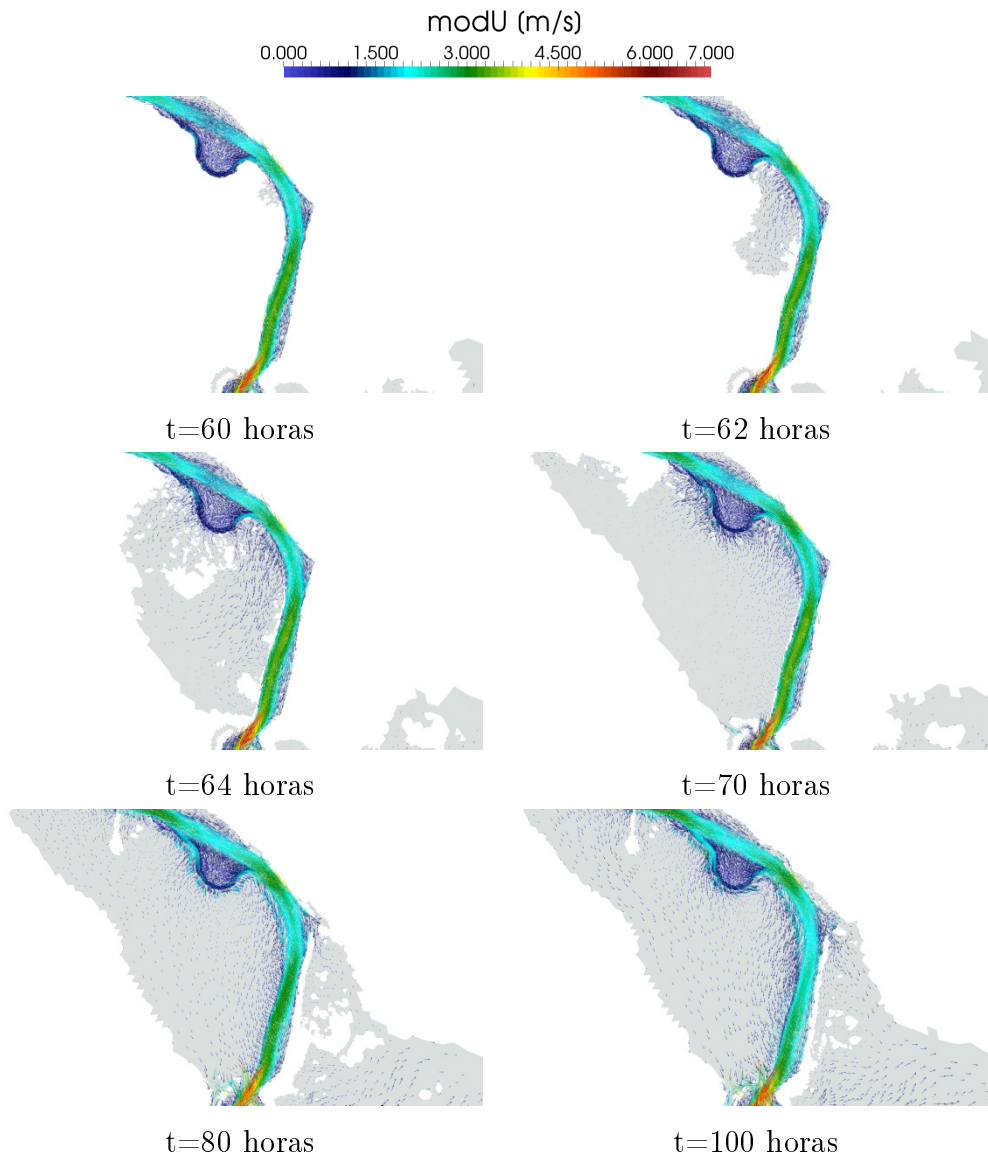 modU (m/s)
0.000 1.500 3.000 4.500 6.000 7.000
t=60 horas t=62 horas
t=64 horas t=70 horas
t=80 horas t=100 horas